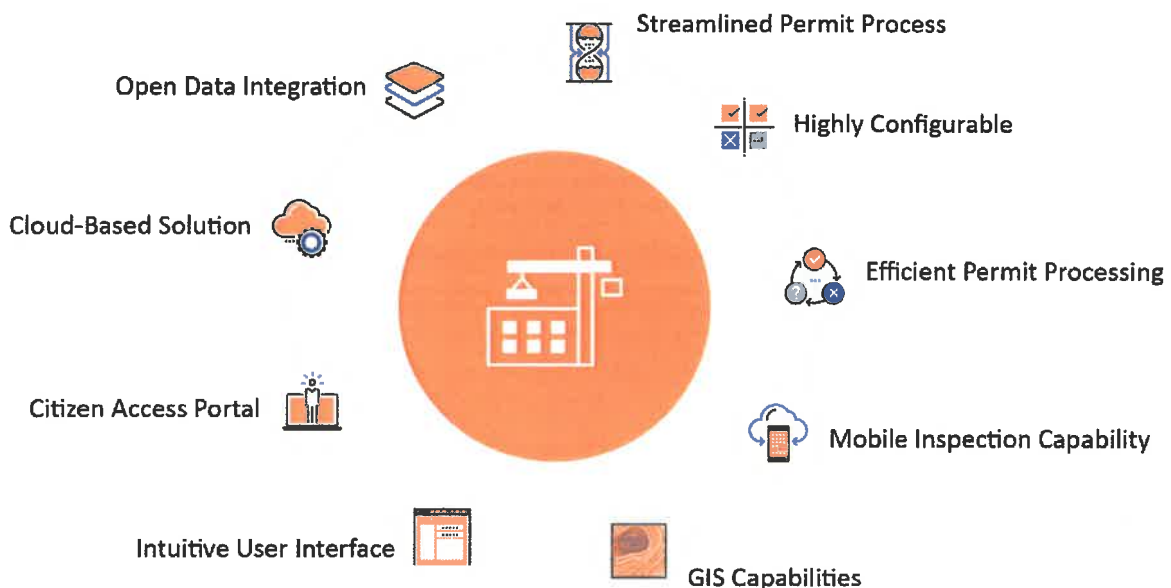 Streamlined Permit Process
Open Data Integration
Highly Configurable
Cloud-Based Solution
Efficient Permit Processing
Citizen Access Portal
Mobile Inspection Capability
Intuitive User Interface
GIS Capabilities